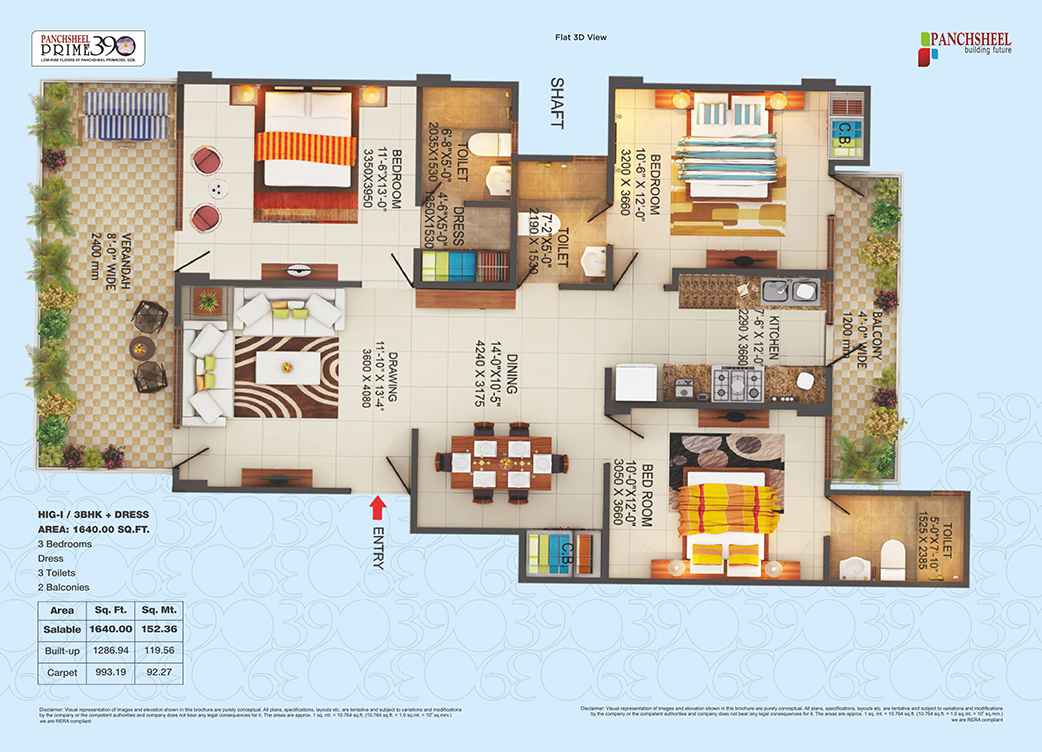 PANCHSHEEL
PRIME390
LOW-RISE FLOORS AT PANCHSHEEL PRIMROSE, GZB.
Flat 3D View
PANCHSHEEL
building future
SHAFT
VERANDAH
8'-0" WIDE
2400 mm
BEDROOM
11'-6"X13'-0"
3350X3950
TOILET
6'-8"X5'-0"
2035X1530
DRESS
4'-6"X5'-0"
1350X1530
TOILET
7'-2"X5'-0"
2190 X 1530
BEDROOM
10'-6" X 12'-0"
3200 X 3660
C.B.
BALCONY
4'-0" WIDE
1200 mm
KITCHEN
7'-6" X 12'-0"
2290 X 3660
DRAWING
11'-10" X 13'-4"
3600 X 4080
DINING
14'-0"X10'-5"
4240 X 3175
BED ROOM
10'-0"X12'-0"
3050 X 3660
TOILET
5'-0"X7'-10"
1525 X 2385
C.B.
ENTRY
HIG-I / 3BHK + DRESS
AREA: 1640.00 SQ.FT.
3 Bedrooms
Dress
3 Toilets
2 Balconies
Area Sq. Ft. Sq. Mt.
Salable 1640.00 152.36
Built-up 1286.94 119.56
Carpet 993.19 92.27
Disclaimer: Visual representation of images and elevation shown in this brochure are purely conceptual. All plans, specifications, layouts etc. are tentative and subject to variations and modifications
by the company or the competent authorities and company does not bear any legal consequences for it. The areas are approx. 1 sq. mt. = 10.764 sq.ft. (10.764 sq.ft. = 1.0 sq.mt. = 10⁶ sq.mm.)
we are RERA compliant
Disclaimer: Visual representation of images and elevation shown in this brochure are purely conceptual. All plans, specifications, layouts etc. are tentative and subject to variations and modifications
by the company or the competent authorities and company does not bear any legal consequences for it. The areas are approx. 1 sq. mt. = 10.764 sq.ft. (10.764 sq.ft. = 1.0 sq.mt. = 10⁶ sq.mm.)
we are RERA compliant